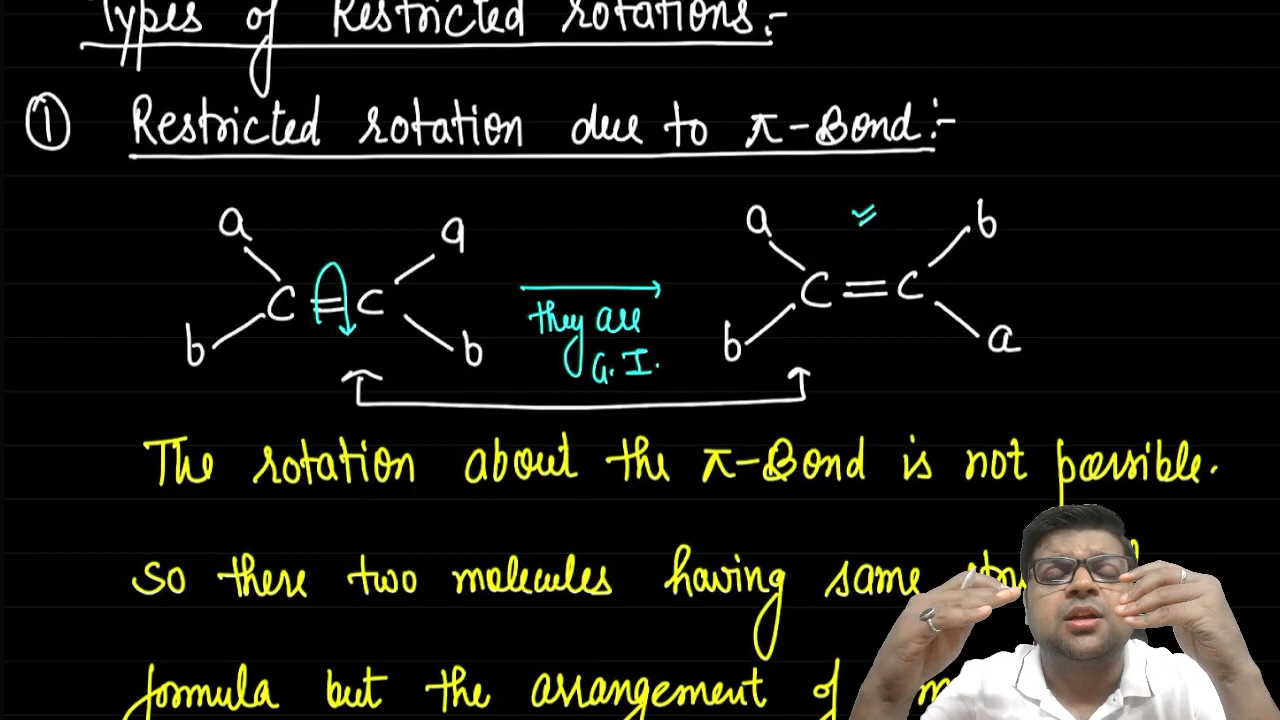 Types of Restricted rotations:-
① Restricted rotation due to π-Bond:-
a a a b
C = C C = C
they are
G.I.
b b b a
The rotation about the π-Bond is not possible.
so there two molecules having same
formula but the arrangement of